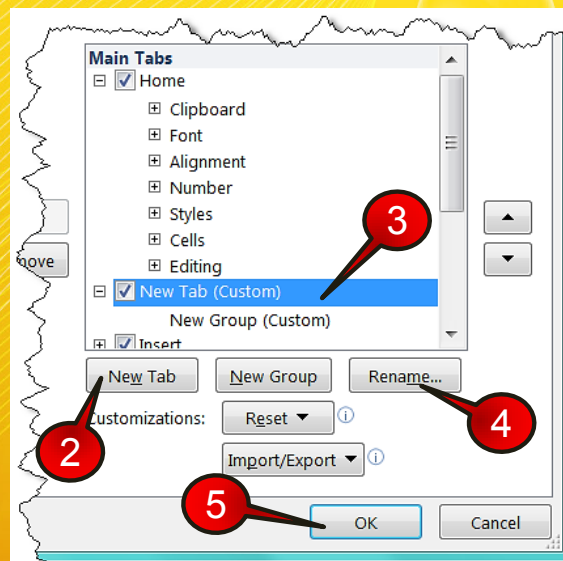 Main Tabs
Home
Clipboard
Font
Alignment
Number
Styles
3
Cells
Editing
New Tab (Custom)
New Group (Custom)
Insert
New Tab
New Group
Rename...
2
Customizations:
Reset
4
Import/Export
5
OK
Cancel